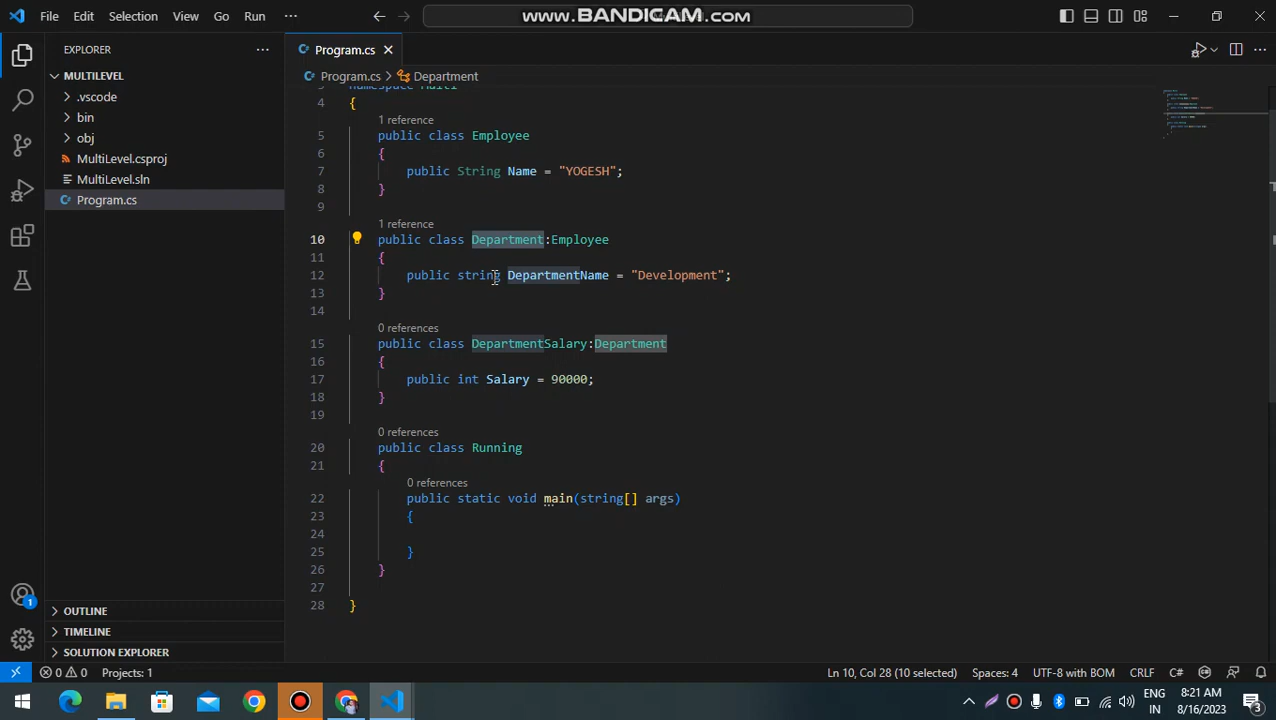 File Edit Selection View Go Run ···
www.BANDICAM.com
EXPLORER
Program.cs
MULTILEVEL
Program.cs > Department
.vscode
bin
obj
MultiLevel.csproj
MultiLevel.sln
Program.cs
3 namespace Multi
4 {
1 reference
5 public class Employee
6 {
7 public String Name = "YOGESH";
8 }
9
1 reference
10 public class Department:Employee
11 {
12 public string DepartmentName = "Development";
13 }
14
0 references
15 public class DepartmentSalary:Department
16 {
17 public int Salary = 90000;
18 }
19
0 references
20 public class Running
21 {
0 references
22 public static void main(string[] args)
23 {
24
25 }
26 }
27
28 }
1
OUTLINE
TIMELINE
SOLUTION EXPLORER
0 0 Projects: 1
Ln 10, Col 28 (10 selected) Spaces: 4 UTF-8 with BOM CRLF C#
ENG
IN
8:21 AM
8/16/2023
3